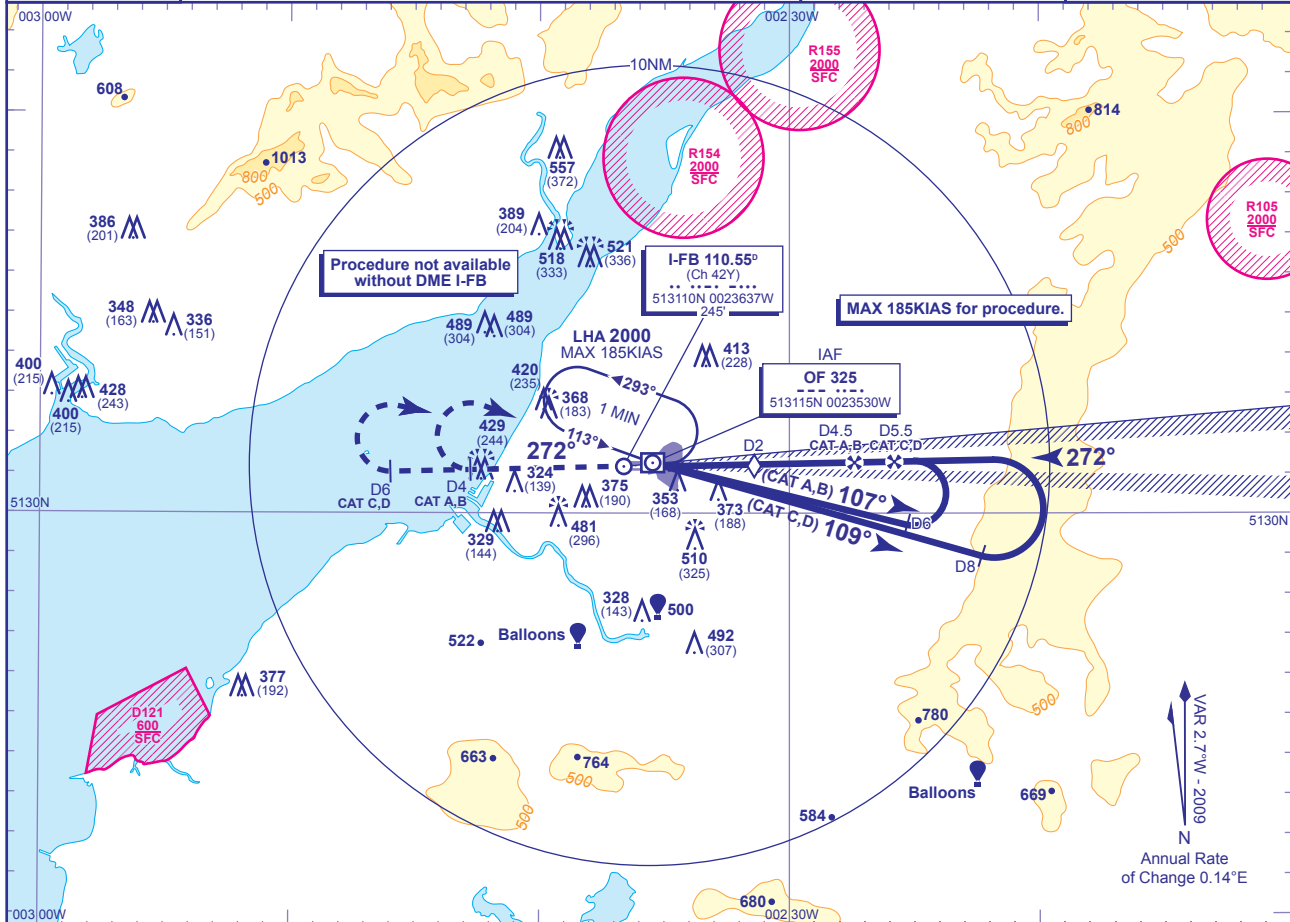 003 00W
002 30W
10NM
R155
2000
SFC
608
814
800
1013
800
500
557
(372)
R154
2000
SFC
R105
2000
SFC
386
(201)
389
(204)
518
(333)
521
(336)
500
Procedure not available
without DME I-FB
I-FB 110.55ᴰ
(Ch 42Y)
·· ··–· –···
513110N 0023637W
245'
MAX 185KIAS for procedure.
348
(163)
336
(151)
489
(304)
489
(304)
LHA 2000
MAX 185KIAS
413
(228)
IAF
OF 325
––– ··–·
513115N 0023530W
400
(215)
428
(243)
400
(215)
420
(235)
368
(183)
293°
1 MIN
113°
429
(244)
272°
D2
D4.5
CAT A,B
D5.5
CAT C,D
272°
D6
CAT C,D
D4
CAT A,B
324
(139)
375
(190)
353
(168)
373
(188)
(CAT A,B) 107°
(CAT C,D) 109°
D6
D8
5130N
5130N
329
(144)
481
(296)
510
(325)
328
(143)
500
522
Balloons
492
(307)
377
(192)
D121
600
SFC
663
500
764
500
780
500
Balloons
669
584
680
VAR 2.7°W - 2009
N
Annual Rate
of Change 0.14°E
003 00W
002 30W